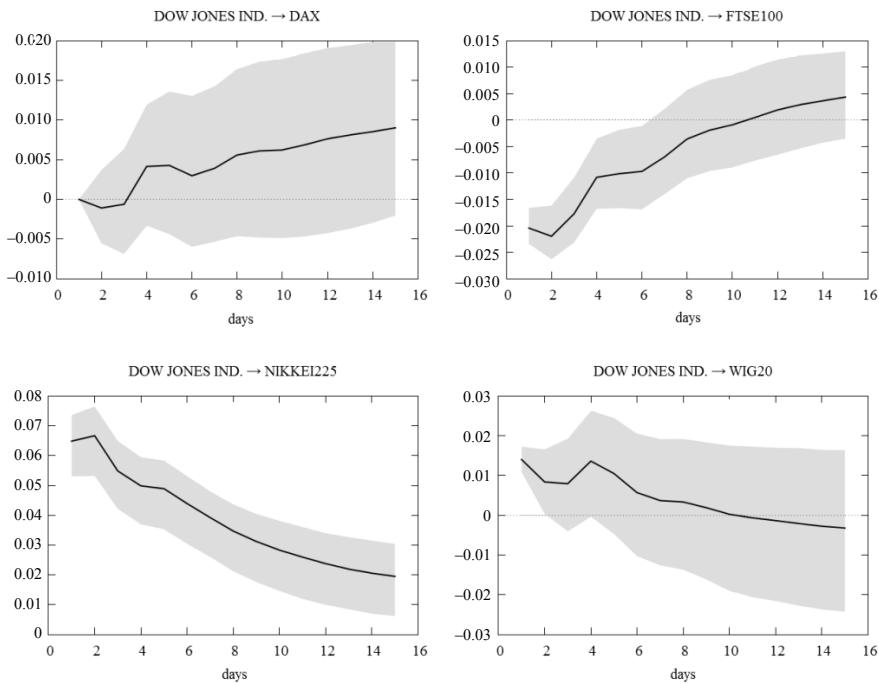 DOW JONES IND. → DAX
0.020
0.015
0.010
0.005
0
–0.005
–0.010
0 2 4 6 8 10 12 14 16
days
DOW JONES IND. → FTSE100
0.015
0.010
0.005
0
–0.005
–0.010
–0.015
–0.020
–0.025
–0.030
0 2 4 6 8 10 12 14 16
days
DOW JONES IND. → NIKKEI225
0.08
0.07
0.06
0.05
0.04
0.03
0.02
0.01
0
0 2 4 6 8 10 12 14 16
days
DOW JONES IND. → WIG20
0.03
0.02
0.01
0
–0.01
–0.02
–0.03
0 2 4 6 8 10 12 14 16
days